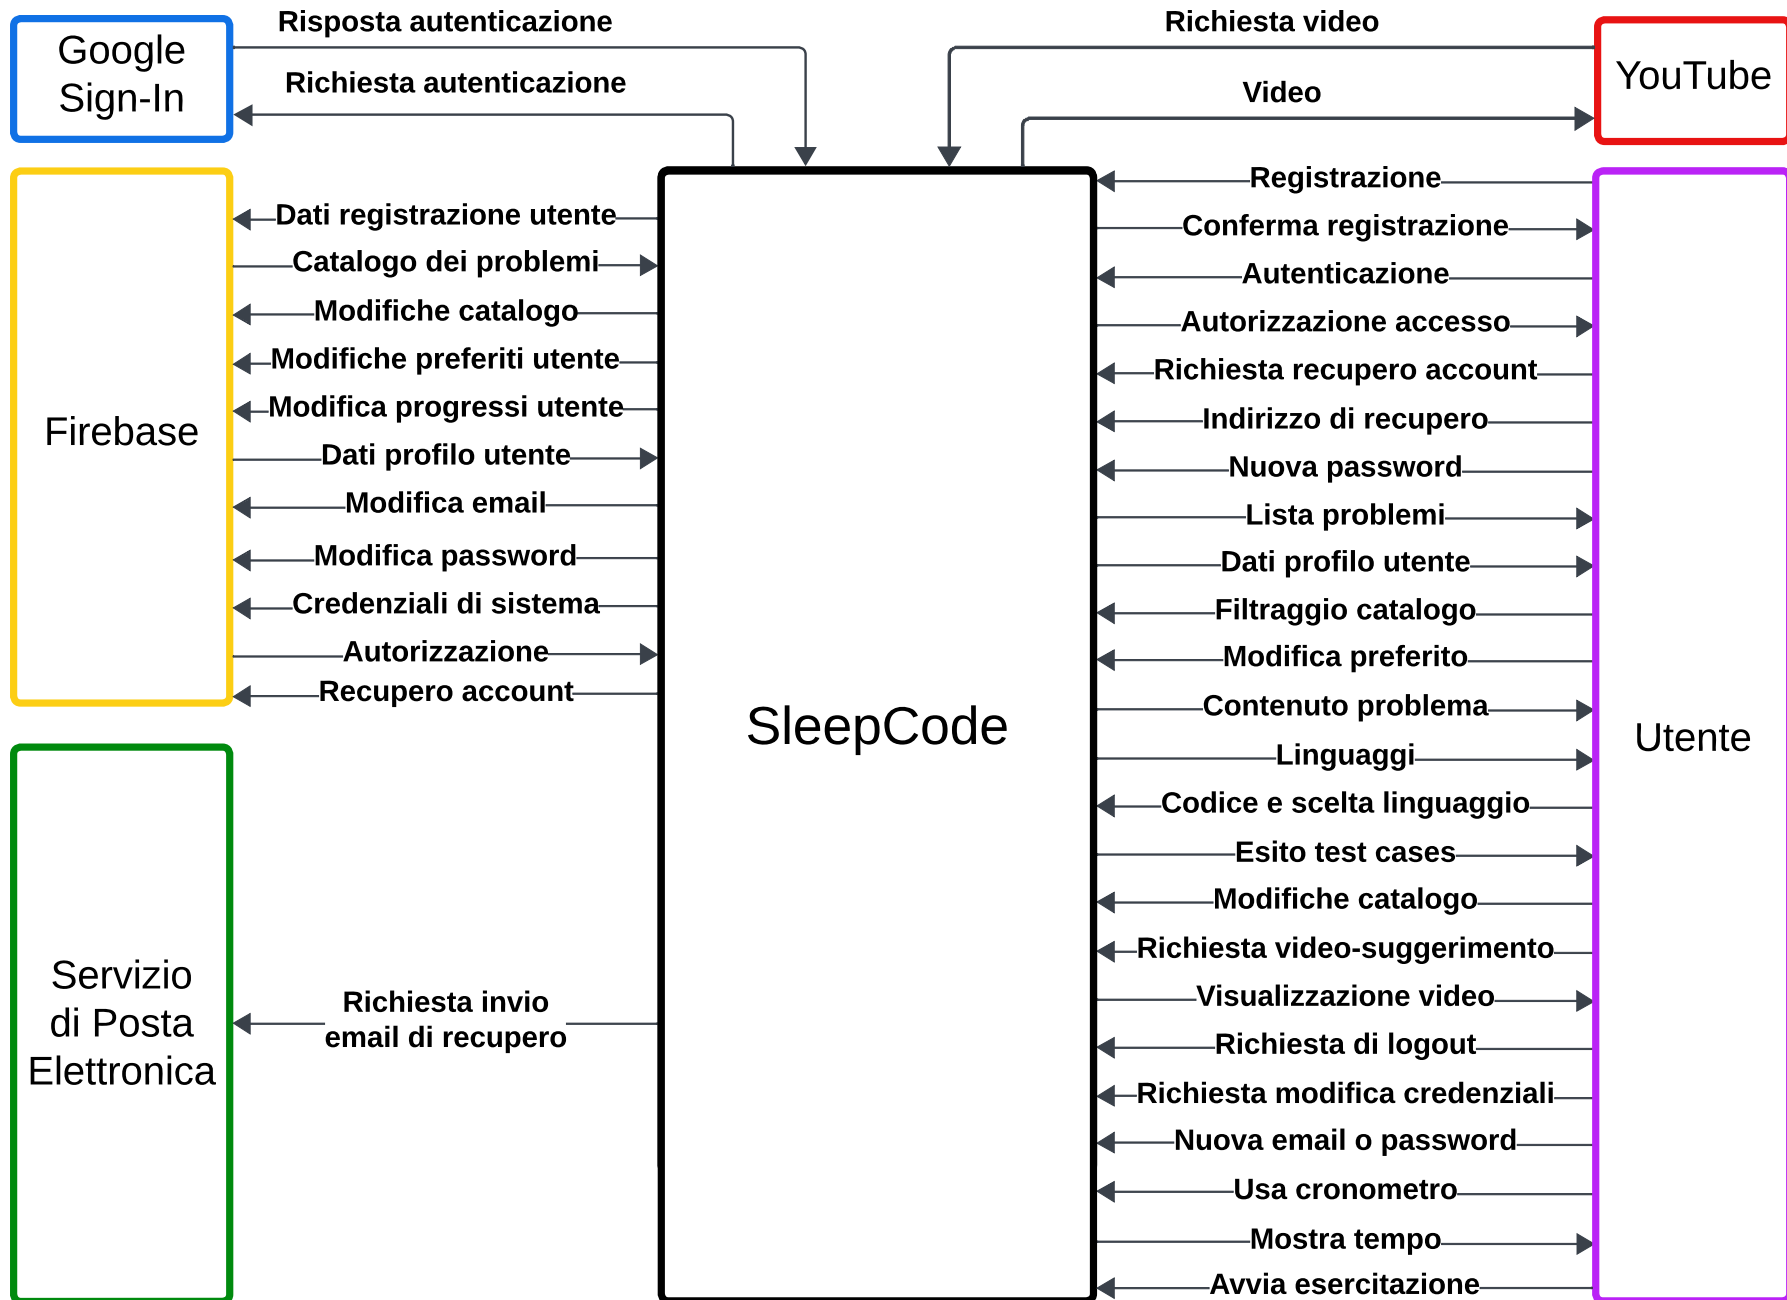 Risposta autenticazione
Richiesta autenticazione
Google
Sign-In
Richiesta video
Video
YouTube
Firebase
Dati registrazione utente
Catalogo dei problemi
Modifiche catalogo
Modifiche preferiti utente
Modifica progressi utente
Dati profilo utente
Modifica email
Modifica password
Credenziali di sistema
Autorizzazione
Recupero account
Servizio
di Posta
Elettronica
Richiesta invio
email di recupero
SleepCode
Registrazione
Conferma registrazione
Autenticazione
Autorizzazione accesso
Richiesta recupero account
Indirizzo di recupero
Nuova password
Lista problemi
Dati profilo utente
Filtraggio catalogo
Modifica preferito
Contenuto problema
Linguaggi
Codice e scelta linguaggio
Esito test cases
Modifiche catalogo
Richiesta video-suggerimento
Visualizzazione video
Richiesta di logout
Richiesta modifica credenziali
Nuova email o password
Usa cronometro
Mostra tempo
Avvia esercitazione
Utente